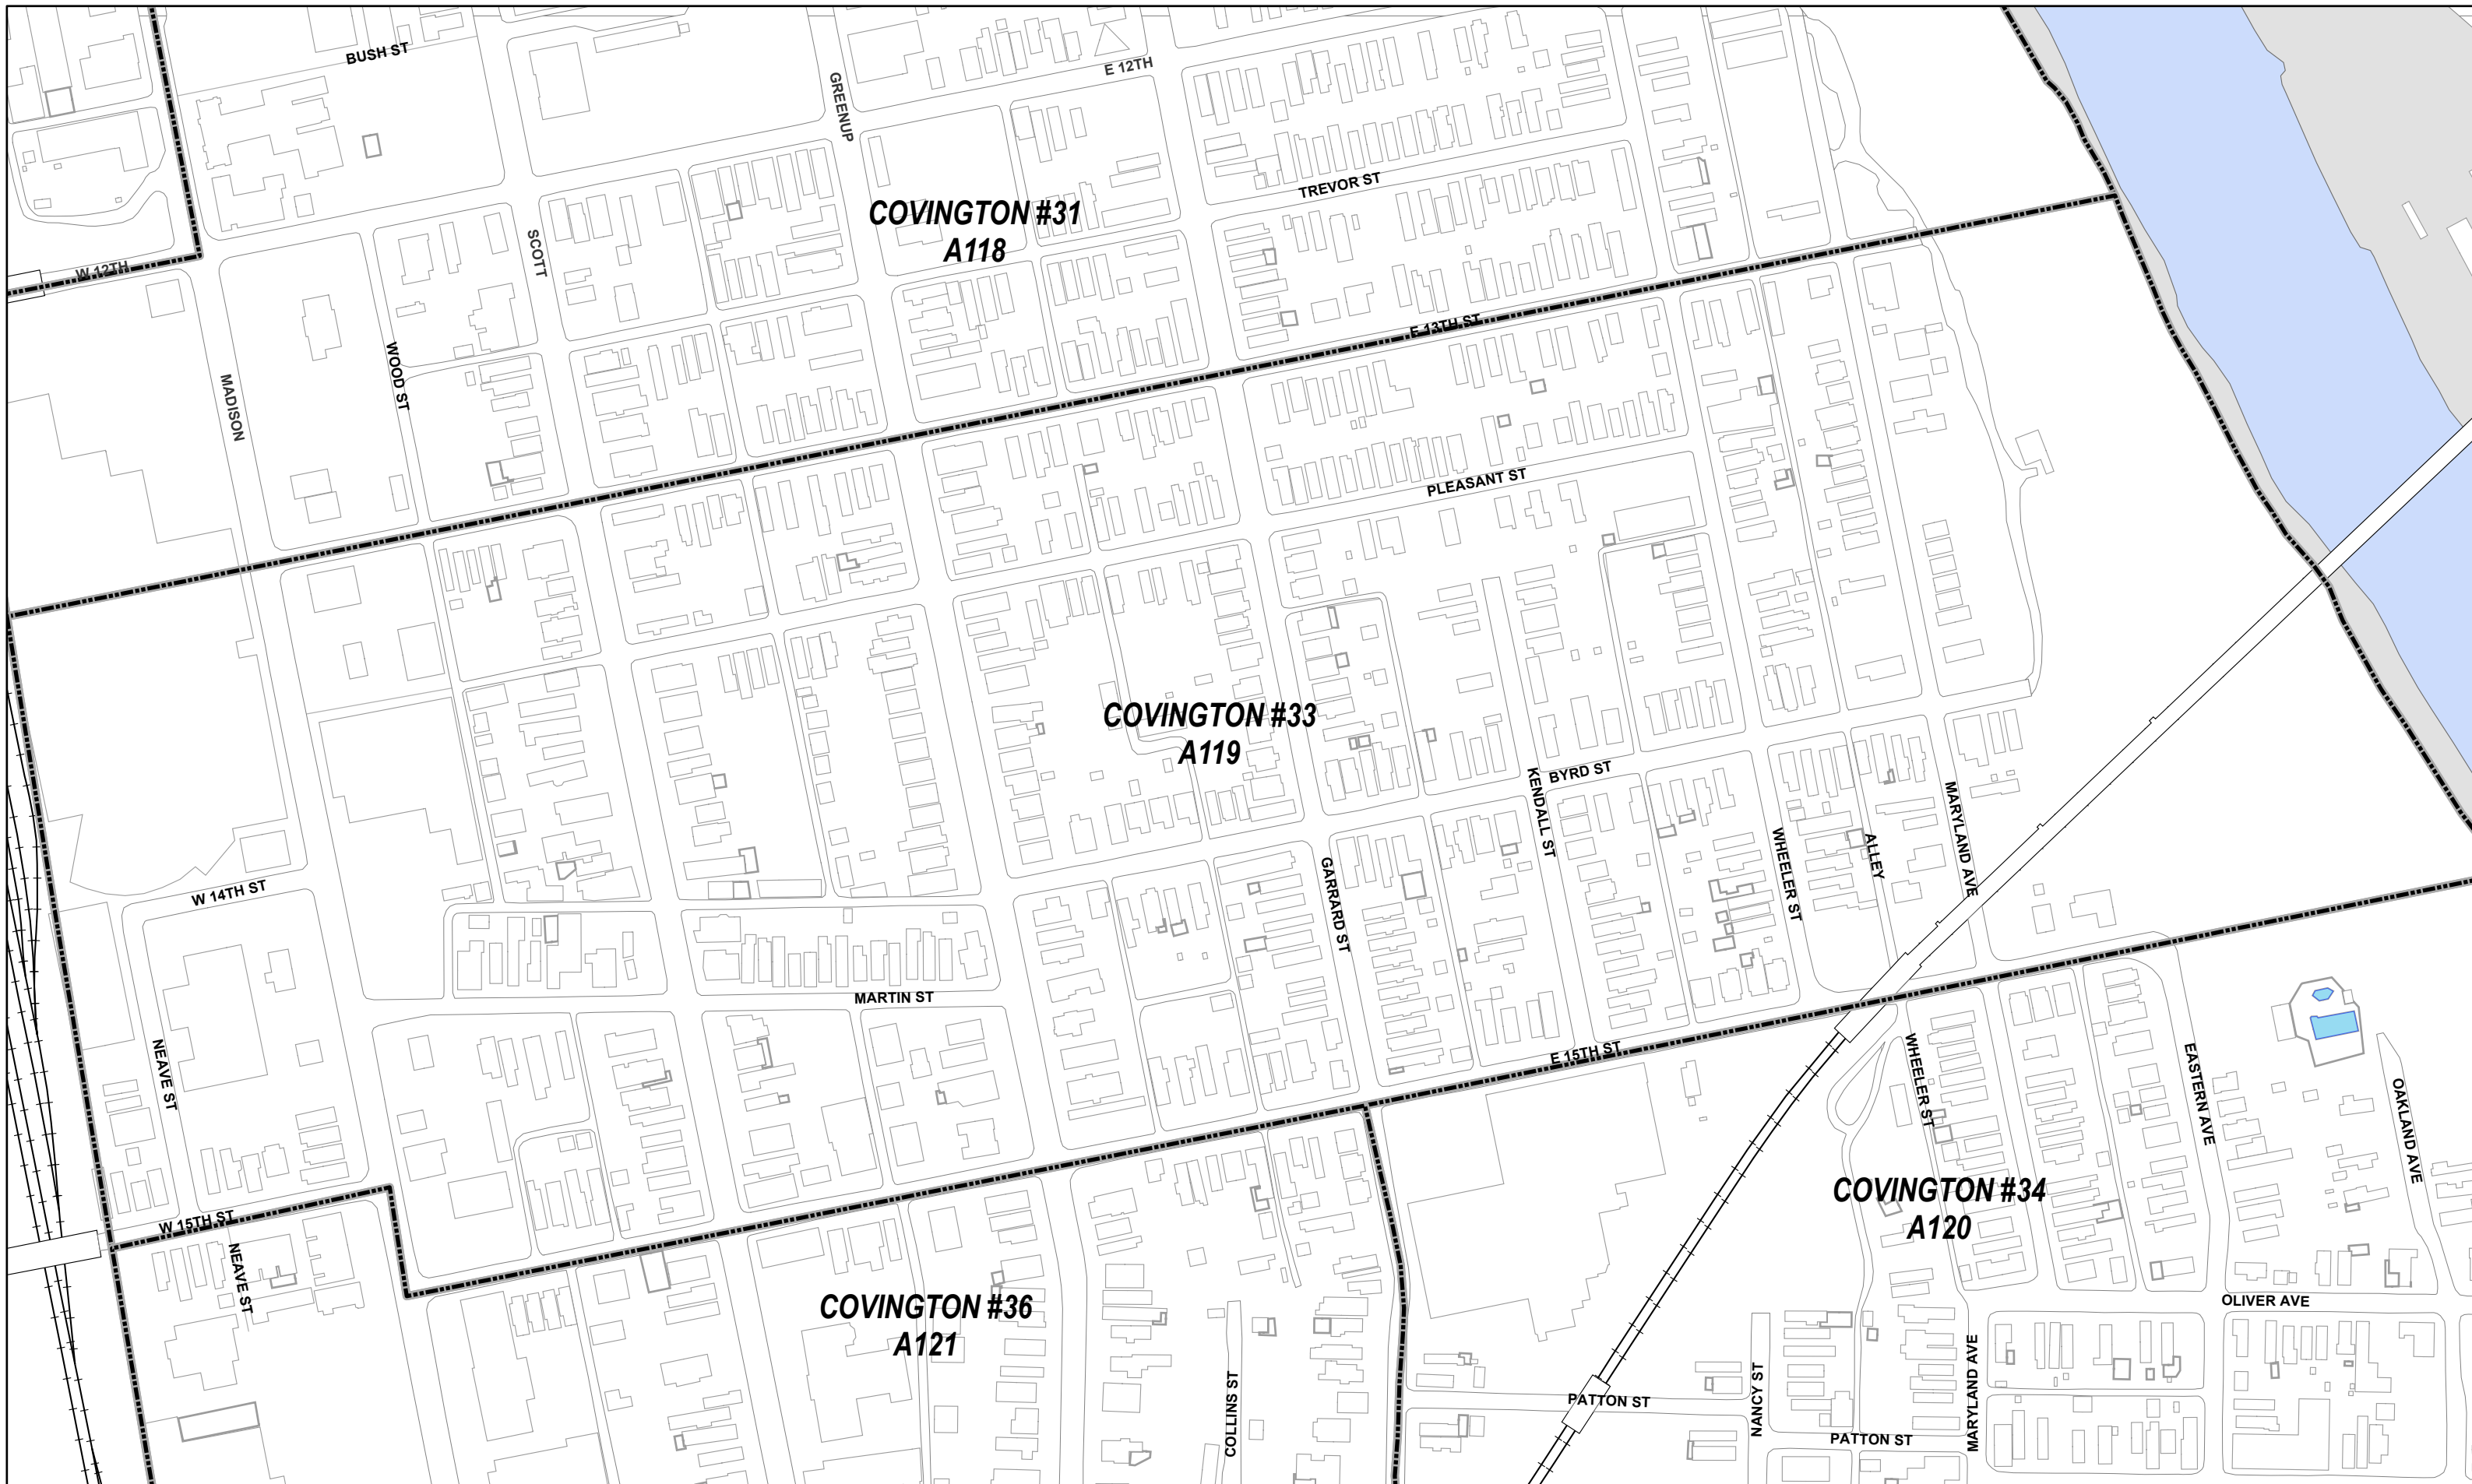 BUSH ST
E 12TH
GREENUP
TREVOR ST
COVINGTON #31
A118
SCOTT
W 12TH
E 13TH ST
WOOD ST
MADISON
PLEASANT ST
COVINGTON #33
A119
BYRD ST
KENDALL ST
MARYLAND AVE
WHEELER ST
ALLEY
GARRARD ST
W 14TH ST
MARTIN ST
NEAVE ST
E 15TH ST
WHEELER ST
EASTERN AVE
OAKLAND AVE
COVINGTON #34
A120
W 15TH ST
NEAVE ST
COVINGTON #36
A121
OLIVER AVE
COLLINS ST
PATTON ST
NANCY ST
MARYLAND AVE
PATTON ST